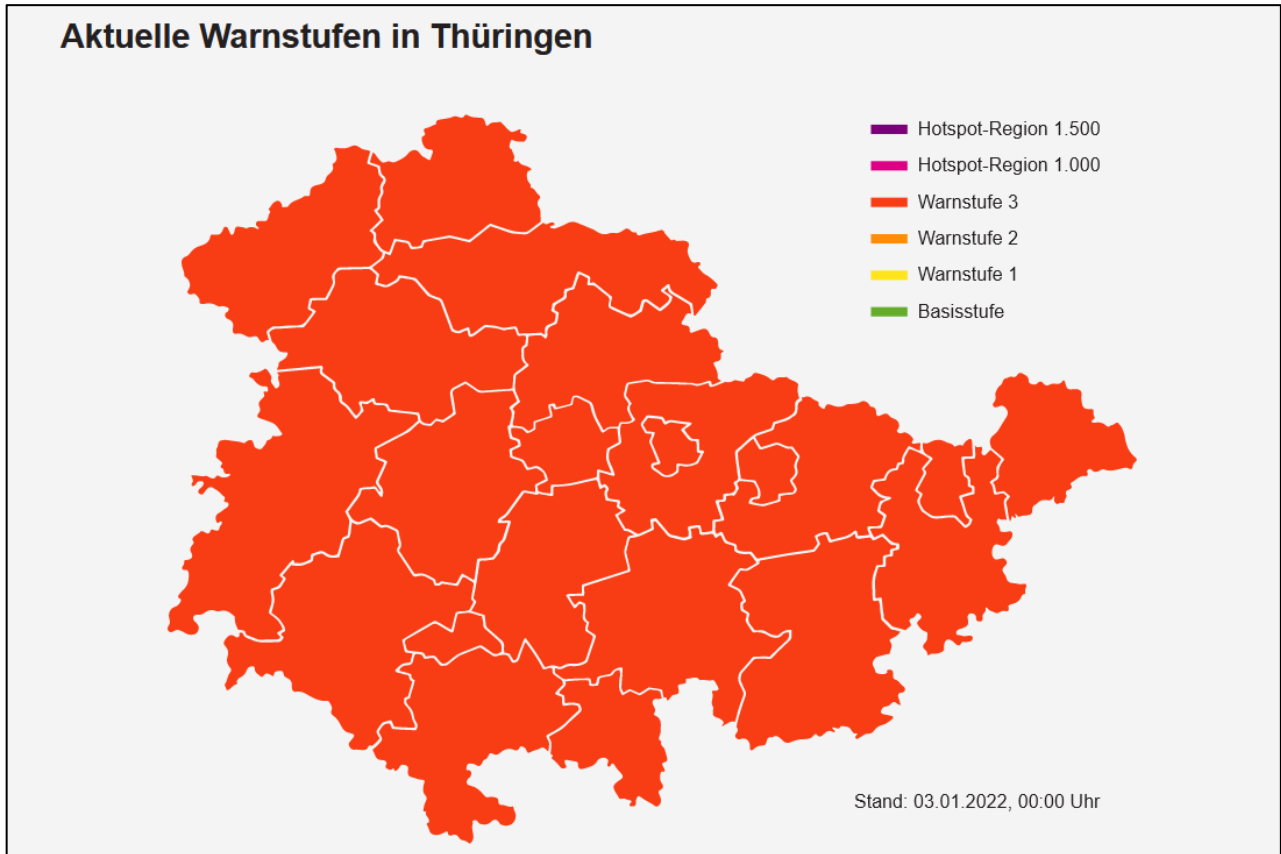 Aktuelle Warnstufen in Thüringen
Hotspot-Region 1.500
Hotspot-Region 1.000
Warnstufe 3
Warnstufe 2
Warnstufe 1
Basisstufe
Stand: 03.01.2022, 00:00 Uhr